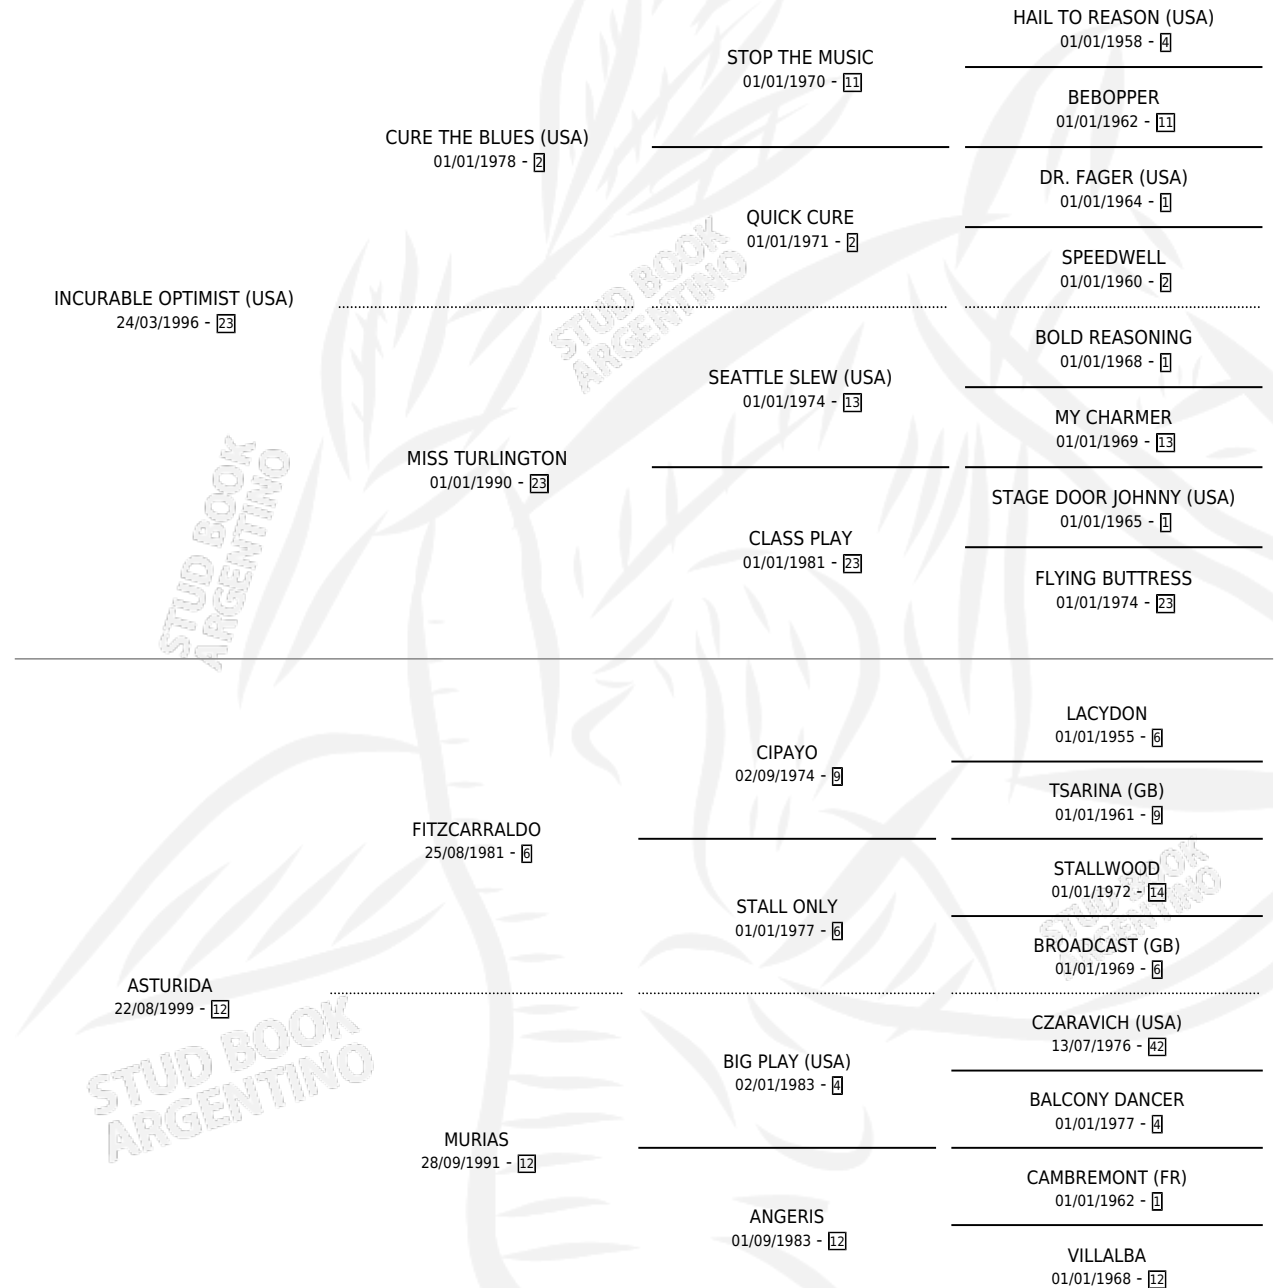 HAIL TO REASON (USA)
01/01/1958 - 4
STOP THE MUSIC
01/01/1970 - 11
BEBOPPER
01/01/1962 - 11
CURE THE BLUES (USA)
01/01/1978 - 2
DR. FAGER (USA)
01/01/1964 - 1
QUICK CURE
01/01/1971 - 2
SPEEDWELL
01/01/1960 - 2
INCURABLE OPTIMIST (USA)
24/03/1996 - 23
BOLD REASONING
01/01/1968 - 1
SEATTLE SLEW (USA)
01/01/1974 - 13
MY CHARMER
01/01/1969 - 13
MISS TURLINGTON
01/01/1990 - 23
STAGE DOOR JOHNNY (USA)
01/01/1965 - 1
CLASS PLAY
01/01/1981 - 23
FLYING BUTTRESS
01/01/1974 - 23
LACYDON
01/01/1955 - 6
CIPAYO
02/09/1974 - 9
TSARINA (GB)
01/01/1961 - 9
FITZCARRALDO
25/08/1981 - 6
STALLWOOD
01/01/1972 - 14
STALL ONLY
01/01/1977 - 6
BROADCAST (GB)
01/01/1969 - 6
ASTURIDA
22/08/1999 - 12
CZARAVICH (USA)
13/07/1976 - 42
BIG PLAY (USA)
02/01/1983 - 4
BALCONY DANCER
01/01/1977 - 4
MURIAS
28/09/1991 - 12
CAMBREMONT (FR)
01/01/1962 - 1
ANGERIS
01/09/1983 - 12
VILLALBA
01/01/1968 - 12
STUD BOOK
ARGENTINO
STUD BOOK
ARGENTINO
STUD BOOK
ARGENTINO
STUD BOOK
ARGENTINO